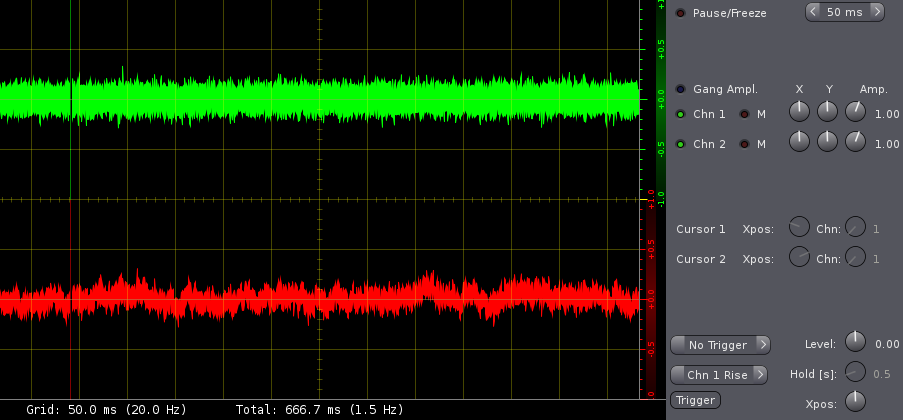 Pause/Freeze
< 50 ms >
Gang Ampl.
X Y Amp.
Chn 1 M 1.00
Chn 2 M 1.00
Cursor 1 Xpos: Chn: 1
Cursor 2 Xpos: Chn: 1
No Trigger >
Level: 0.00
Chn 1 Rise >
Hold [s]: 0.5
Trigger
Xpos:
+0.5
+0.0
-0.5
-1.0
+1.0
+0.5
+0.0
-0.5
Grid: 50.0 ms (20.0 Hz) Total: 666.7 ms (1.5 Hz)